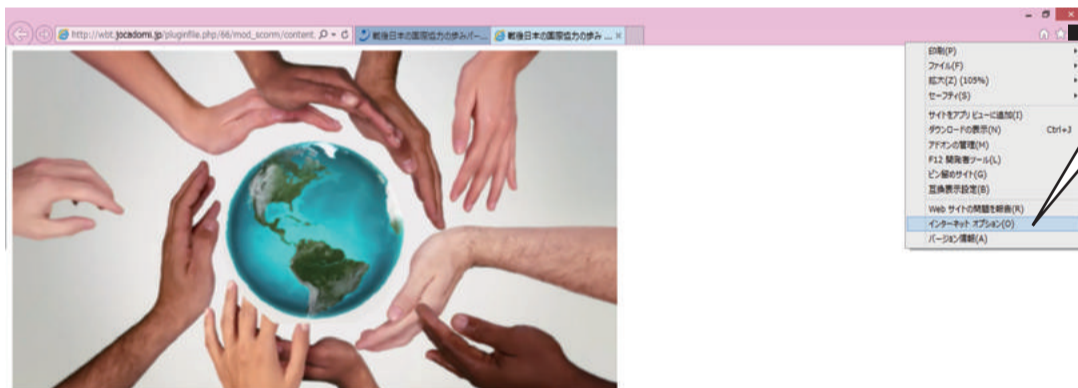 http://wbt.jocadomi.jp/pluginfile.php/66/mod_scorm/content.
戦後日本の国際協力の歩みパー...
戦後日本の国際協力の歩み ...
印刷(P)
ファイル(F)
拡大(Z) (105%)
セーフティ(S)
サイトをアプリ ビューに追加(I)
ダウンロードの表示(N) Ctrl+J
アドオンの管理(M)
F12 開発者ツール(L)
ピン留めサイト(G)
互換表示設定(B)
Web サイトの問題を報告(R)
インターネット オプション(O)
バージョン情報(A)